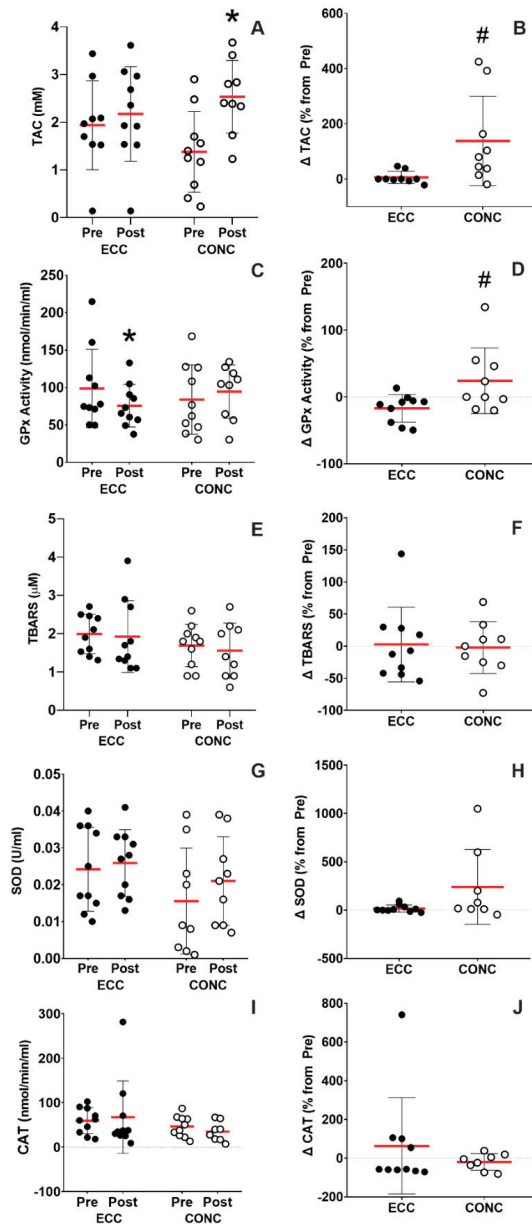 A
TAC
(mM)
4
3
2
1
0
*
Pre Post Pre Post
ECC CONC
B
Δ TAC (% from Pre)
600
400
200
0
-200
#
ECC CONC
C
GPx Activity (nmol/min/ml)
250
200
150
100
50
0
*
Pre Post Pre Post
ECC CONC
D
Δ GPx Activity (% from Pre)
200
100
0
-100
#
ECC CONC
E
TBARS
(μM)
5
4
3
2
1
0
Pre Post Pre Post
ECC CONC
F
Δ TBARS (% from Pre)
200
150
100
50
0
-50
-100
ECC CONC
G
SOD
(U/ml)
0.05
0.04
0.03
0.02
0.01
0.00
Pre Post Pre Post
ECC CONC
H
Δ SOD (% from Pre)
1500
1000
500
0
-500
ECC CONC
I
CAT
(nmol/min/ml)
300
200
100
0
-100
Pre Post Pre Post
ECC CONC
J
Δ CAT (% from Pre)
800
600
400
200
0
-200
ECC CONC